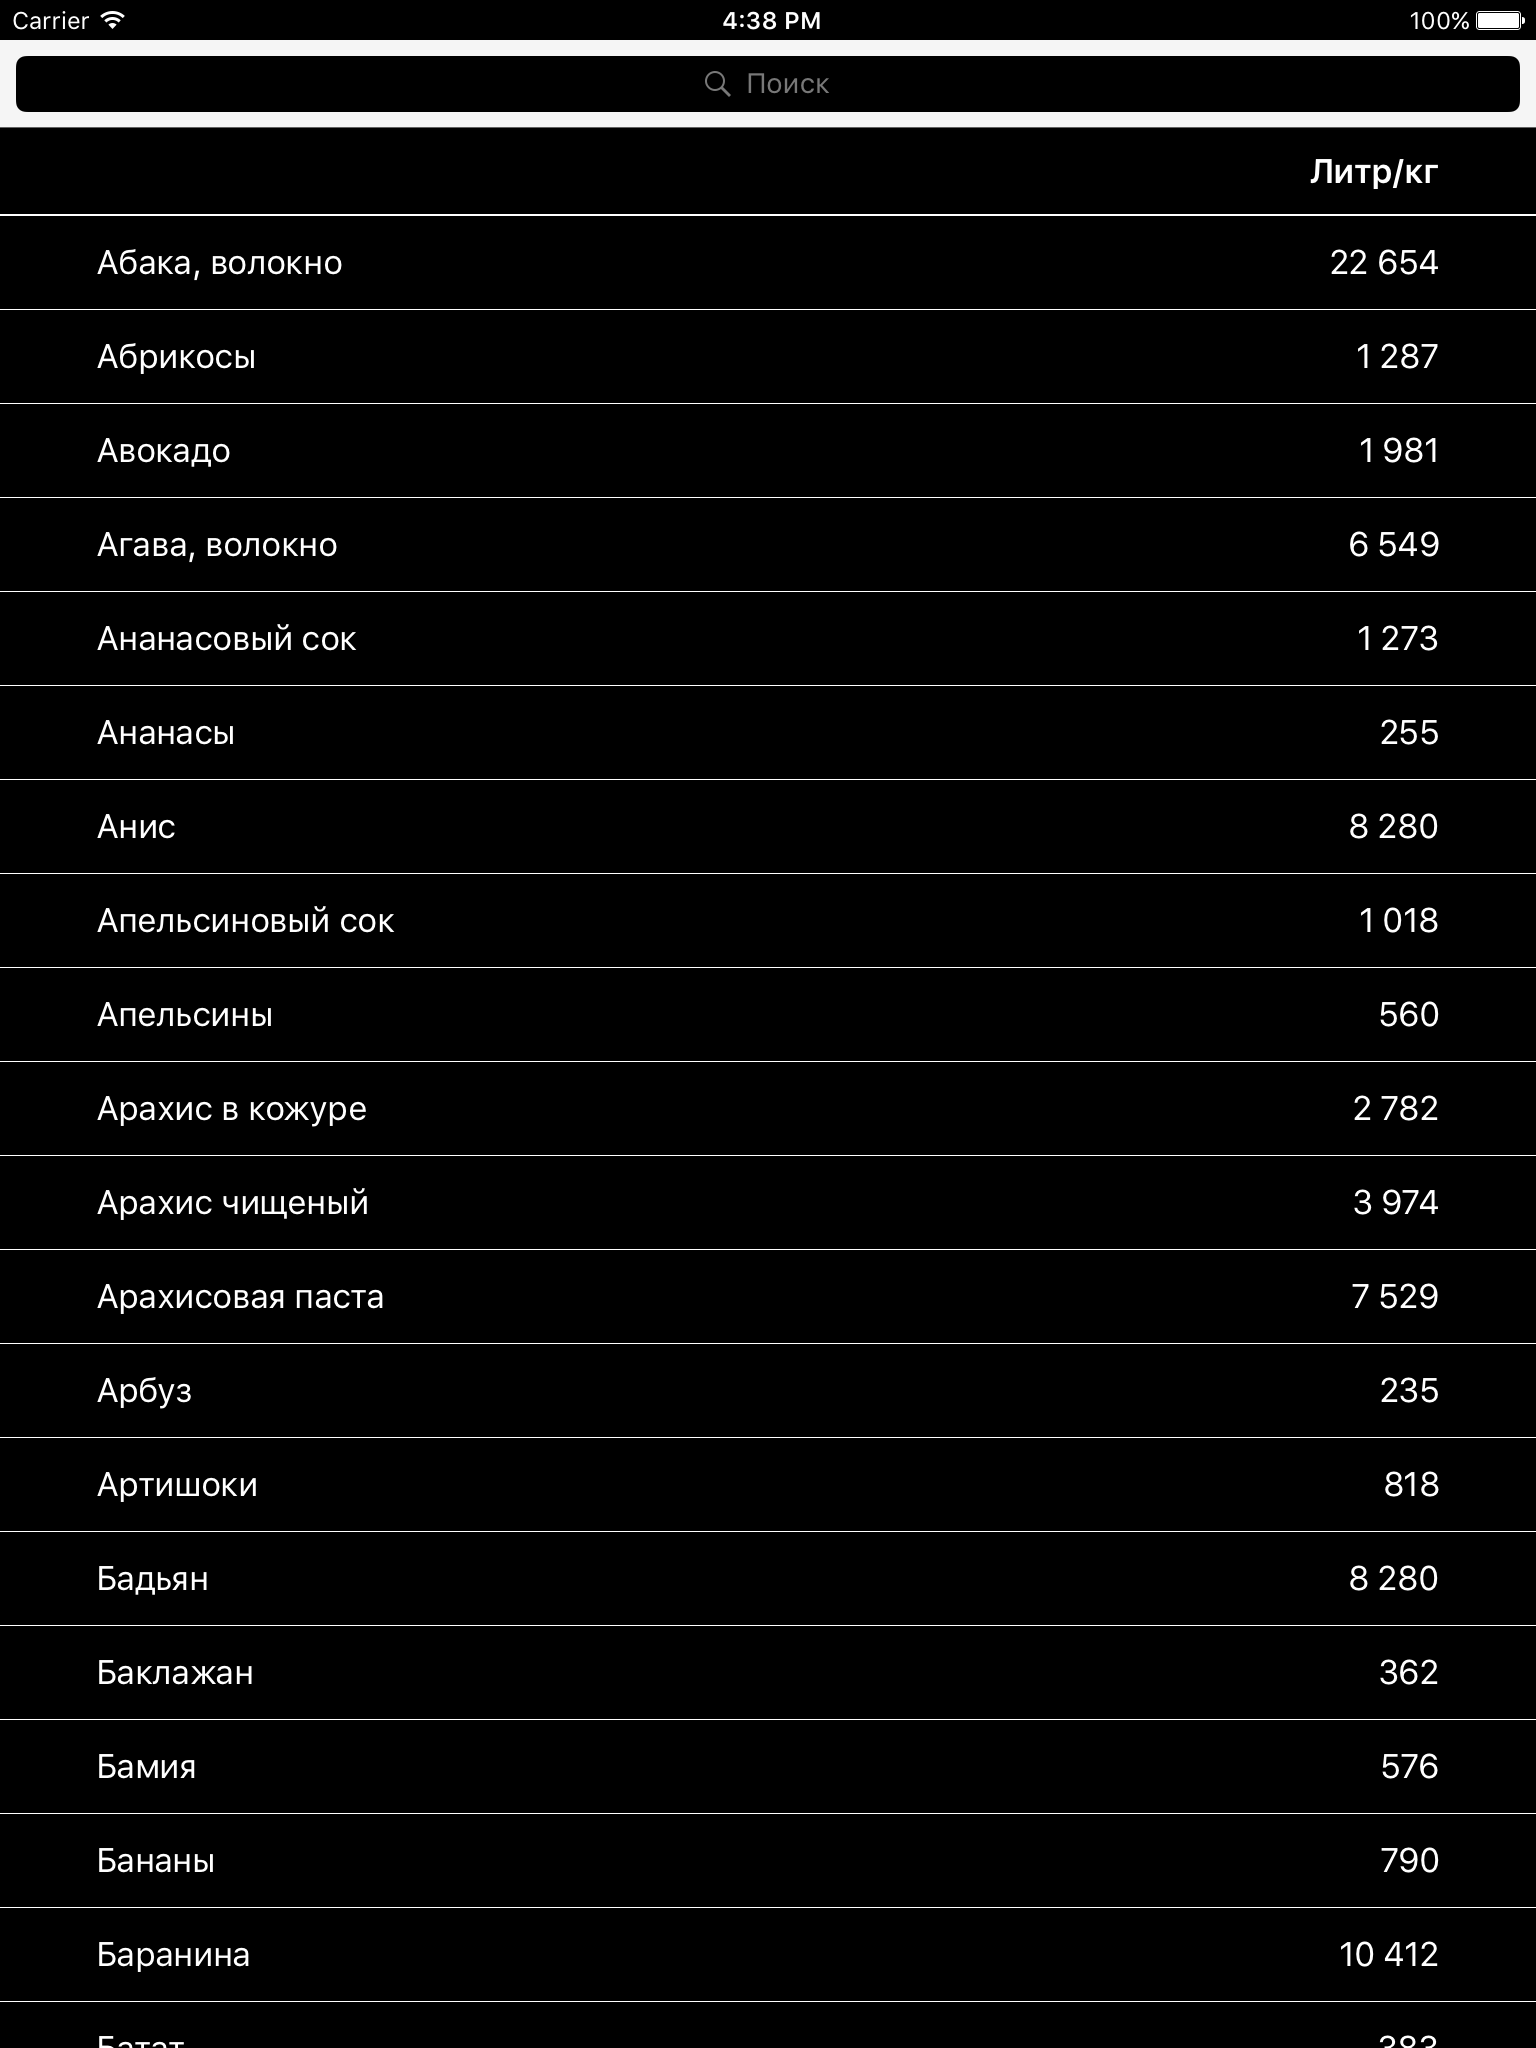 Carrier 4:38 PM 100%
Поиск
Литр/кг
Абака, волокно 22 654
Абрикосы 1 287
Авокадо 1 981
Агава, волокно 6 549
Ананасовый сок 1 273
Ананасы 255
Анис 8 280
Апельсиновый сок 1 018
Апельсины 560
Арахис в кожуре 2 782
Арахис чищеный 3 974
Арахисовая паста 7 529
Арбуз 235
Артишоки 818
Бадьян 8 280
Баклажан 362
Бамия 576
Бананы 790
Баранина 10 412
Батат 383